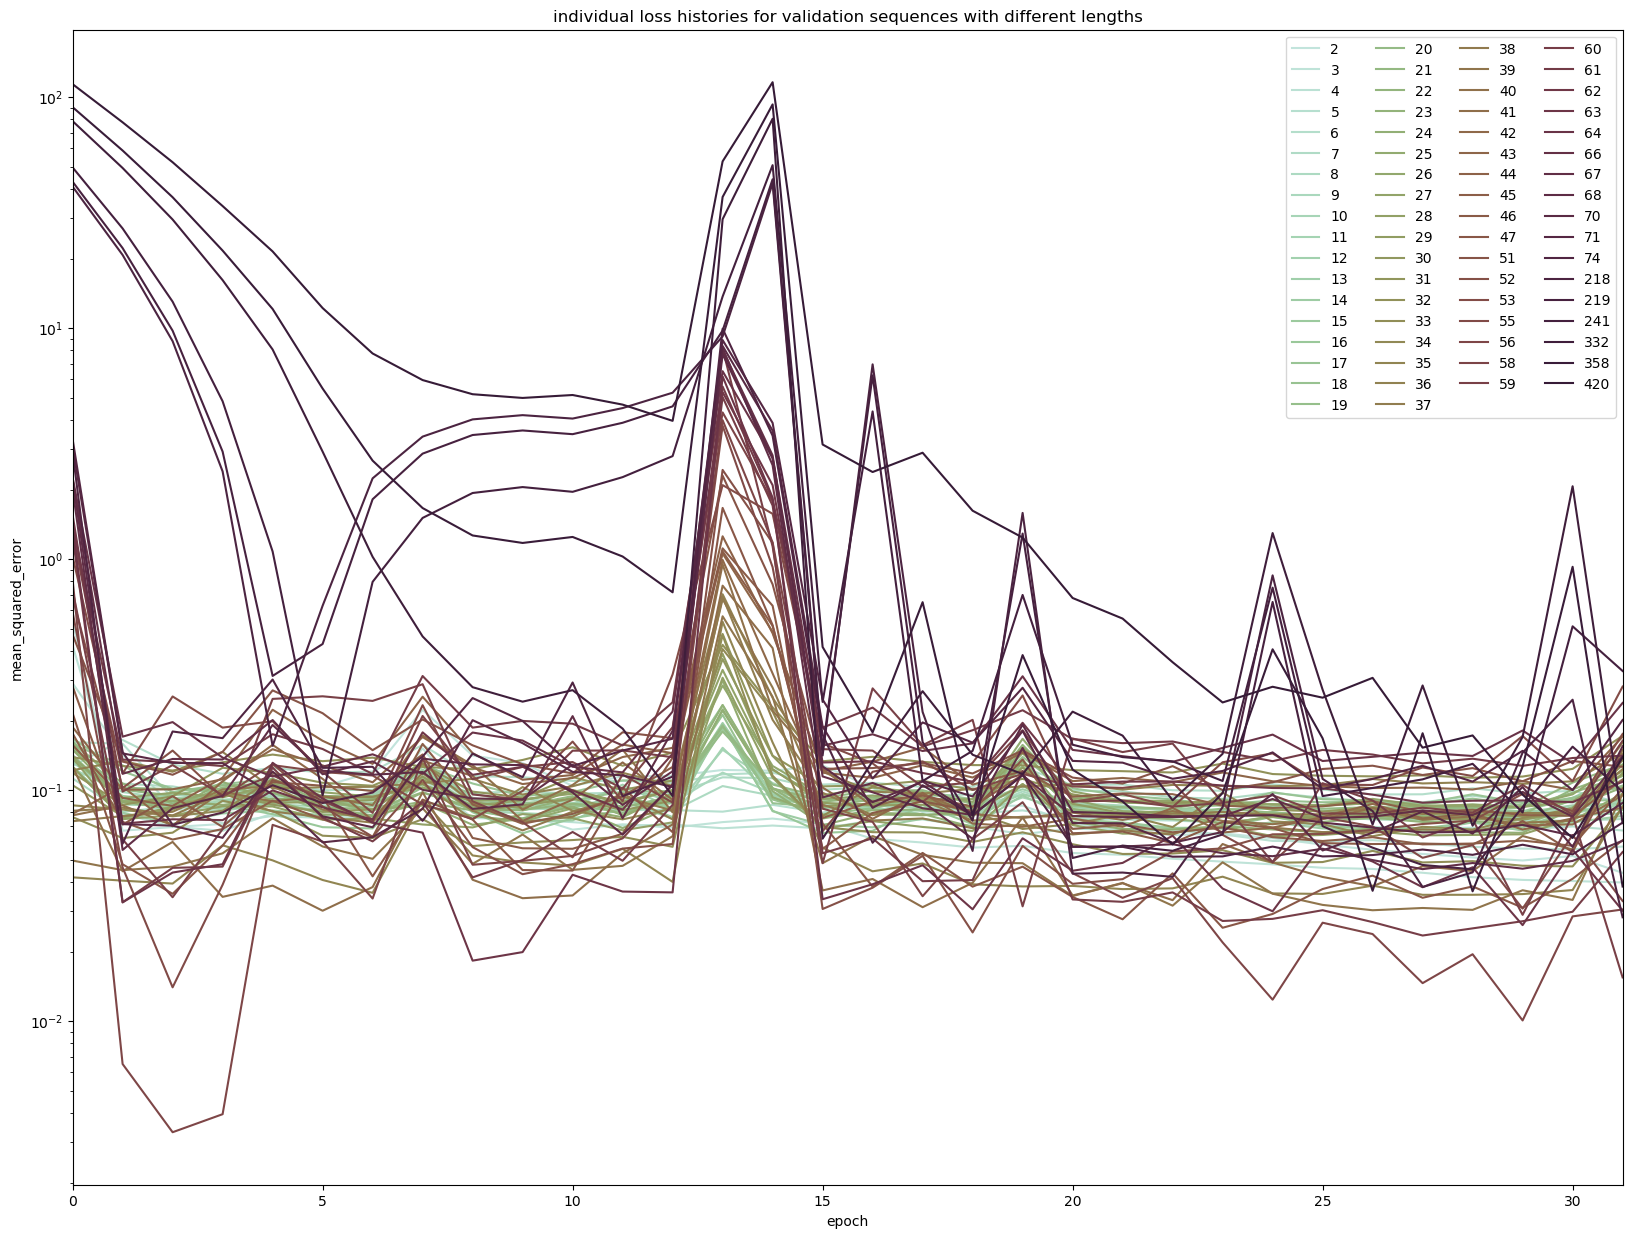 individual loss histories for validation sequences with different lengths
mean_squared_error
10²
10¹
10⁰
10⁻¹
10⁻²
2 20 38 60
3 21 39 61
4 22 40 62
5 23 41 63
6 24 42 64
7 25 43 66
8 26 44 67
9 27 45 68
10 28 46 70
11 29 47 71
12 30 51 74
13 31 52 218
14 32 53 219
15 33 55 241
16 34 56 332
17 35 58 358
18 36 59 420
19 37
0 5 10 15 20 25 30
epoch